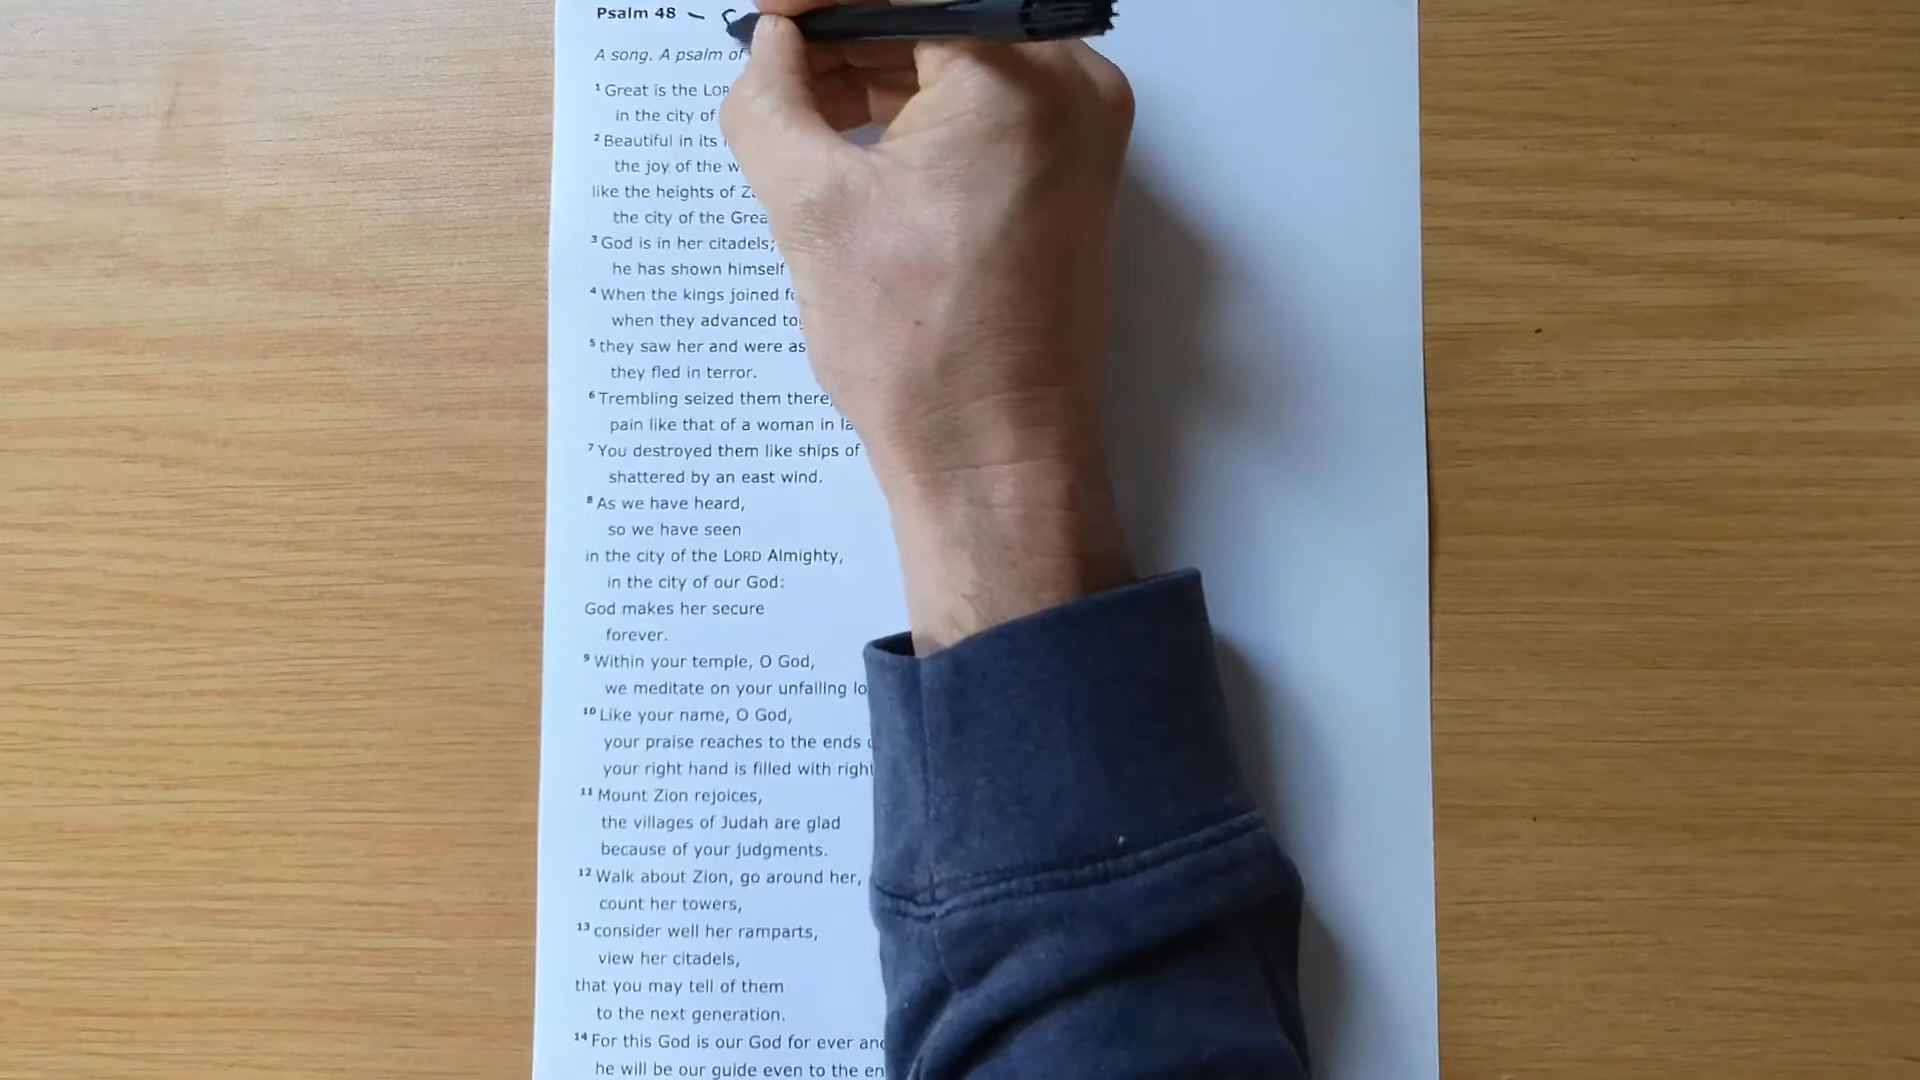 Psalm 48 –
A song. A psalm of
¹ Great is the LORD
in the city of
² Beautiful in its
the joy of the
like the heights of
the city of the Great
³ God is in her citadels;
he has shown himself
⁴ When the kings joined
when they advanced
⁵ they saw her and were
they fled in terror.
⁶ Trembling seized them there,
pain like that of a woman in
⁷ You destroyed them like ships of
shattered by an east wind.
⁸ As we have heard,
so we have seen
in the city of the LORD Almighty,
in the city of our God:
God makes her secure
forever.
⁹ Within your temple, O God,
we meditate on your unfailing
¹⁰ Like your name, O God,
your praise reaches to the ends
your right hand is filled with
¹¹ Mount Zion rejoices,
the villages of Judah are glad
because of your judgments.
¹² Walk about Zion, go around her,
count her towers,
¹³ consider well her ramparts,
view her citadels,
that you may tell of them
to the next generation.
¹⁴ For this God is our God for ever and
he will be our guide even to the